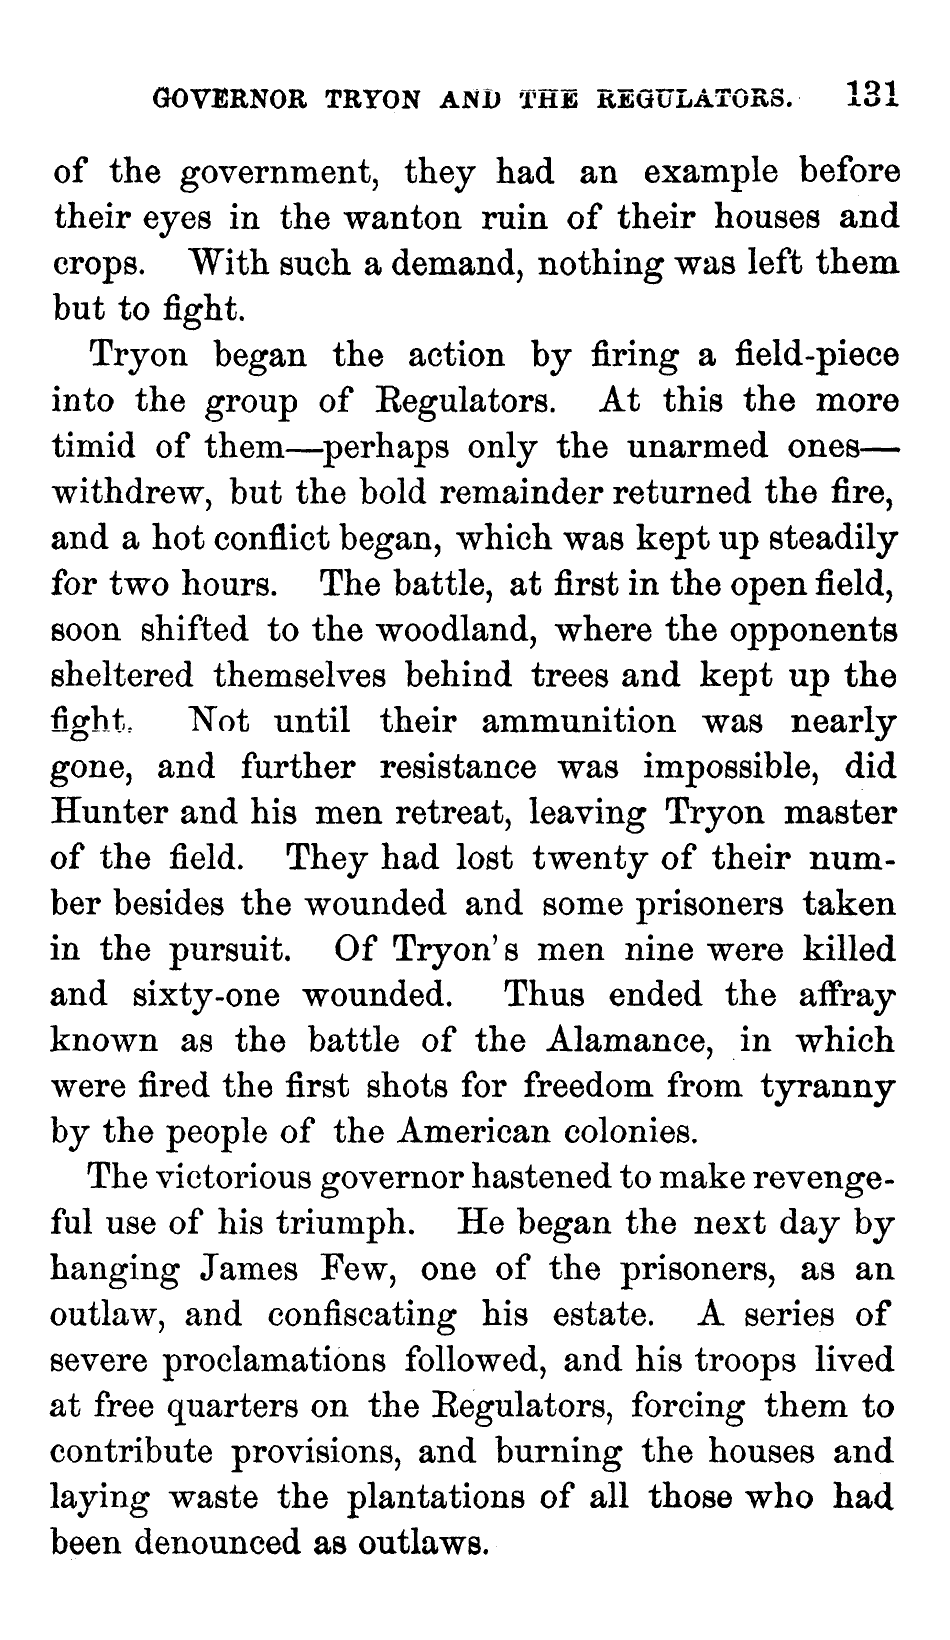 GOVERNOR TRYON AND THE REGULATORS. 131
of the government, they had an example before
their eyes in the wanton ruin of their houses and
crops. With such a demand, nothing was left them
but to fight.
Tryon began the action by firing a field-piece
into the group of Regulators. At this the more
timid of them—perhaps only the unarmed ones—
withdrew, but the bold remainder returned the fire,
and a hot conflict began, which was kept up steadily
for two hours. The battle, at first in the open field,
soon shifted to the woodland, where the opponents
sheltered themselves behind trees and kept up the
fight. Not until their ammunition was nearly
gone, and further resistance was impossible, did
Hunter and his men retreat, leaving Tryon master
of the field. They had lost twenty of their num-
ber besides the wounded and some prisoners taken
in the pursuit. Of Tryon's men nine were killed
and sixty-one wounded. Thus ended the affray
known as the battle of the Alamance, in which
were fired the first shots for freedom from tyranny
by the people of the American colonies.
The victorious governor hastened to make revenge-
ful use of his triumph. He began the next day by
hanging James Few, one of the prisoners, as an
outlaw, and confiscating his estate. A series of
severe proclamations followed, and his troops lived
at free quarters on the Regulators, forcing them to
contribute provisions, and burning the houses and
laying waste the plantations of all those who had
been denounced as outlaws.